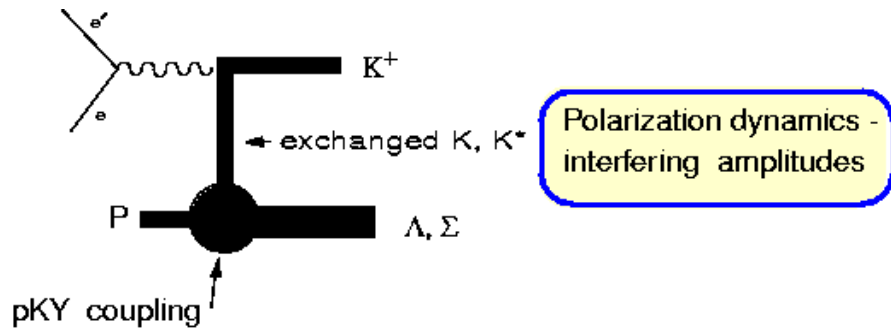 e'
e
K⁺
exchanged K, K*
Polarization dynamics -
interfering amplitudes
P
Λ, Σ
pKY coupling